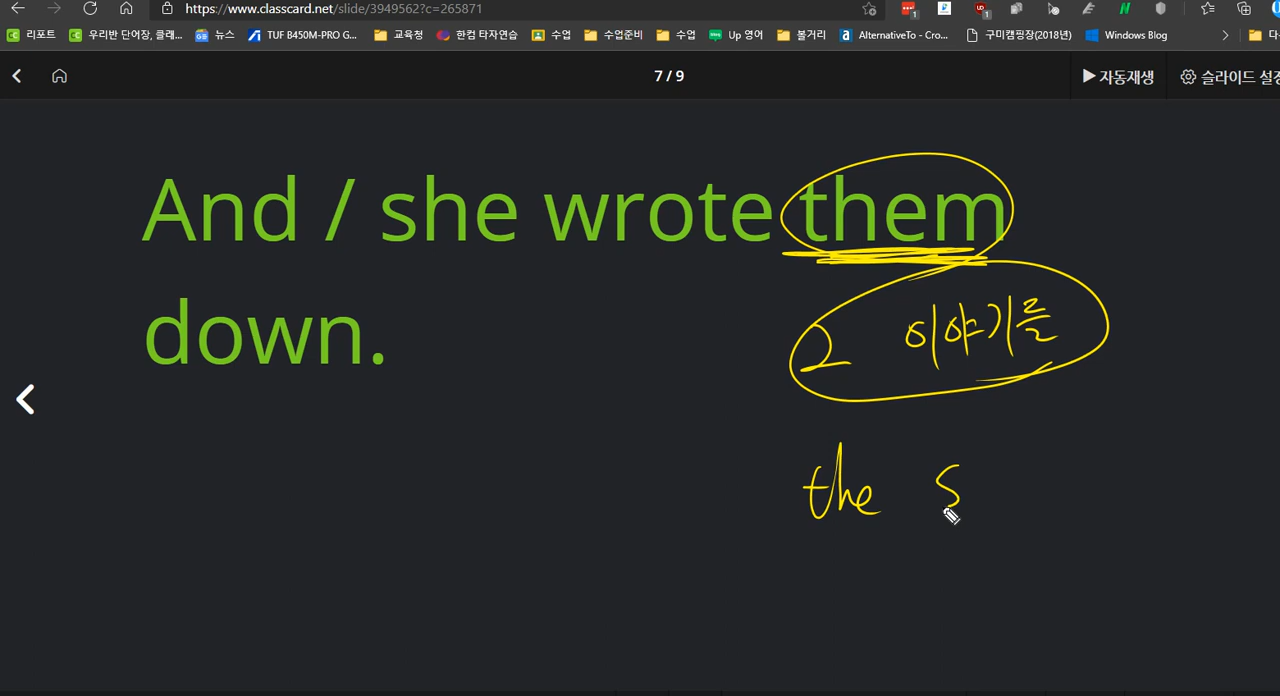 https://www.classcard.net/slide/3949562?c=265871
리포트 우리반 단어장, 클래... 뉴스 TUF B450M-PRO G... 교육청 한컴 타자연습 수업 수업준비 수업 Up 영어 볼거리 AlternativeTo - Cro... 구미캠핑장(2018년) Windows Blog
7 / 9 자동재생 슬라이드 설정
And / she wrote them
down.
그 이야기를
the s